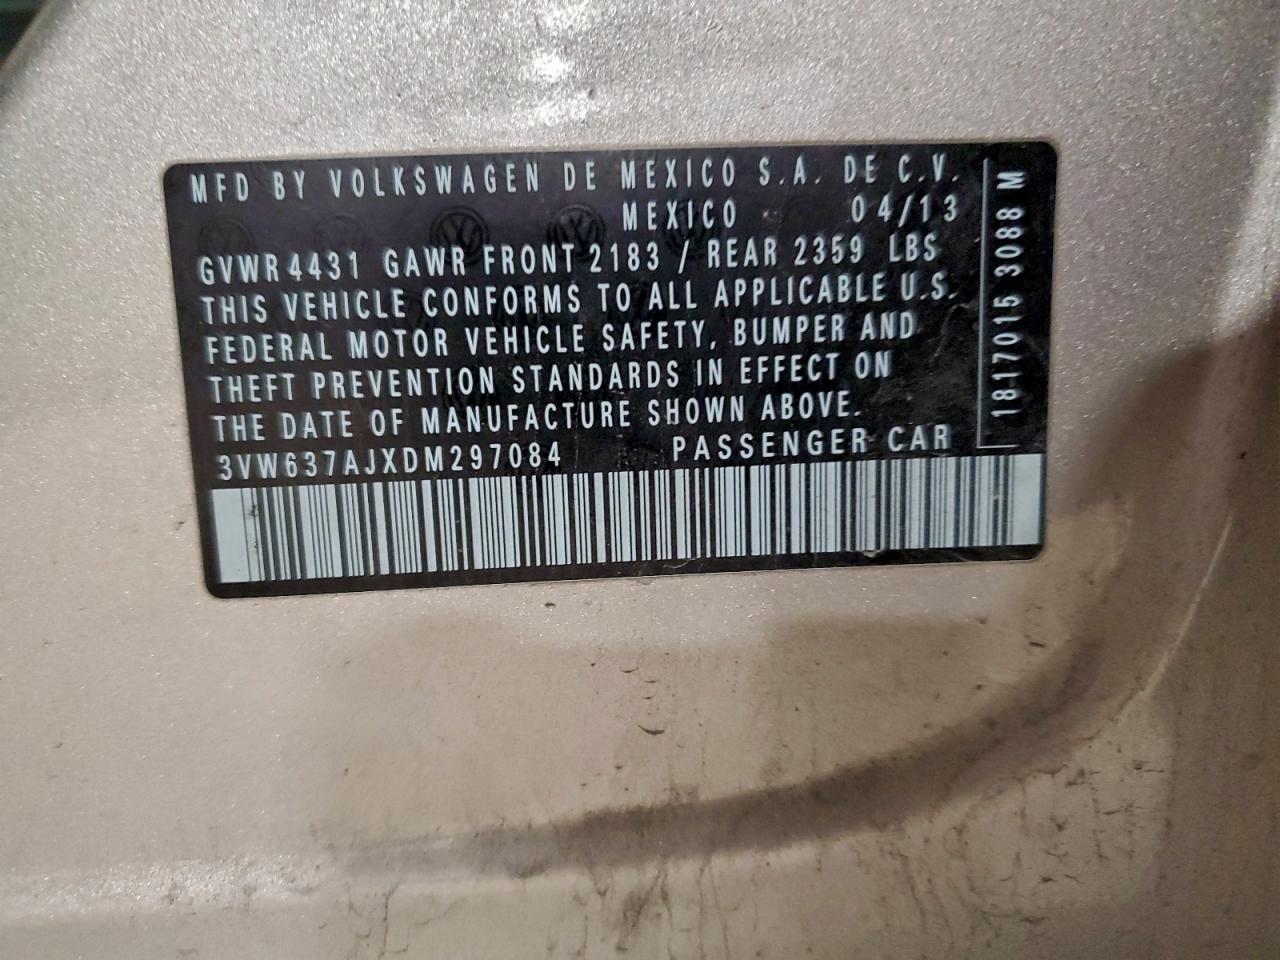 MFD BY VOLKSWAGEN DE MEXICO S.A. DE C.V.
MEXICO 04/13
GVWR 4431 GAWR FRONT 2183 / REAR 2359 LBS
THIS VEHICLE CONFORMS TO ALL APPLICABLE U.S.
FEDERAL MOTOR VEHICLE SAFETY, BUMPER AND
THEFT PREVENTION STANDARDS IN EFFECT ON
THE DATE OF MANUFACTURE SHOWN ABOVE.
3VW637AJXDM297084 PASSENGER CAR
1817015 3088 M